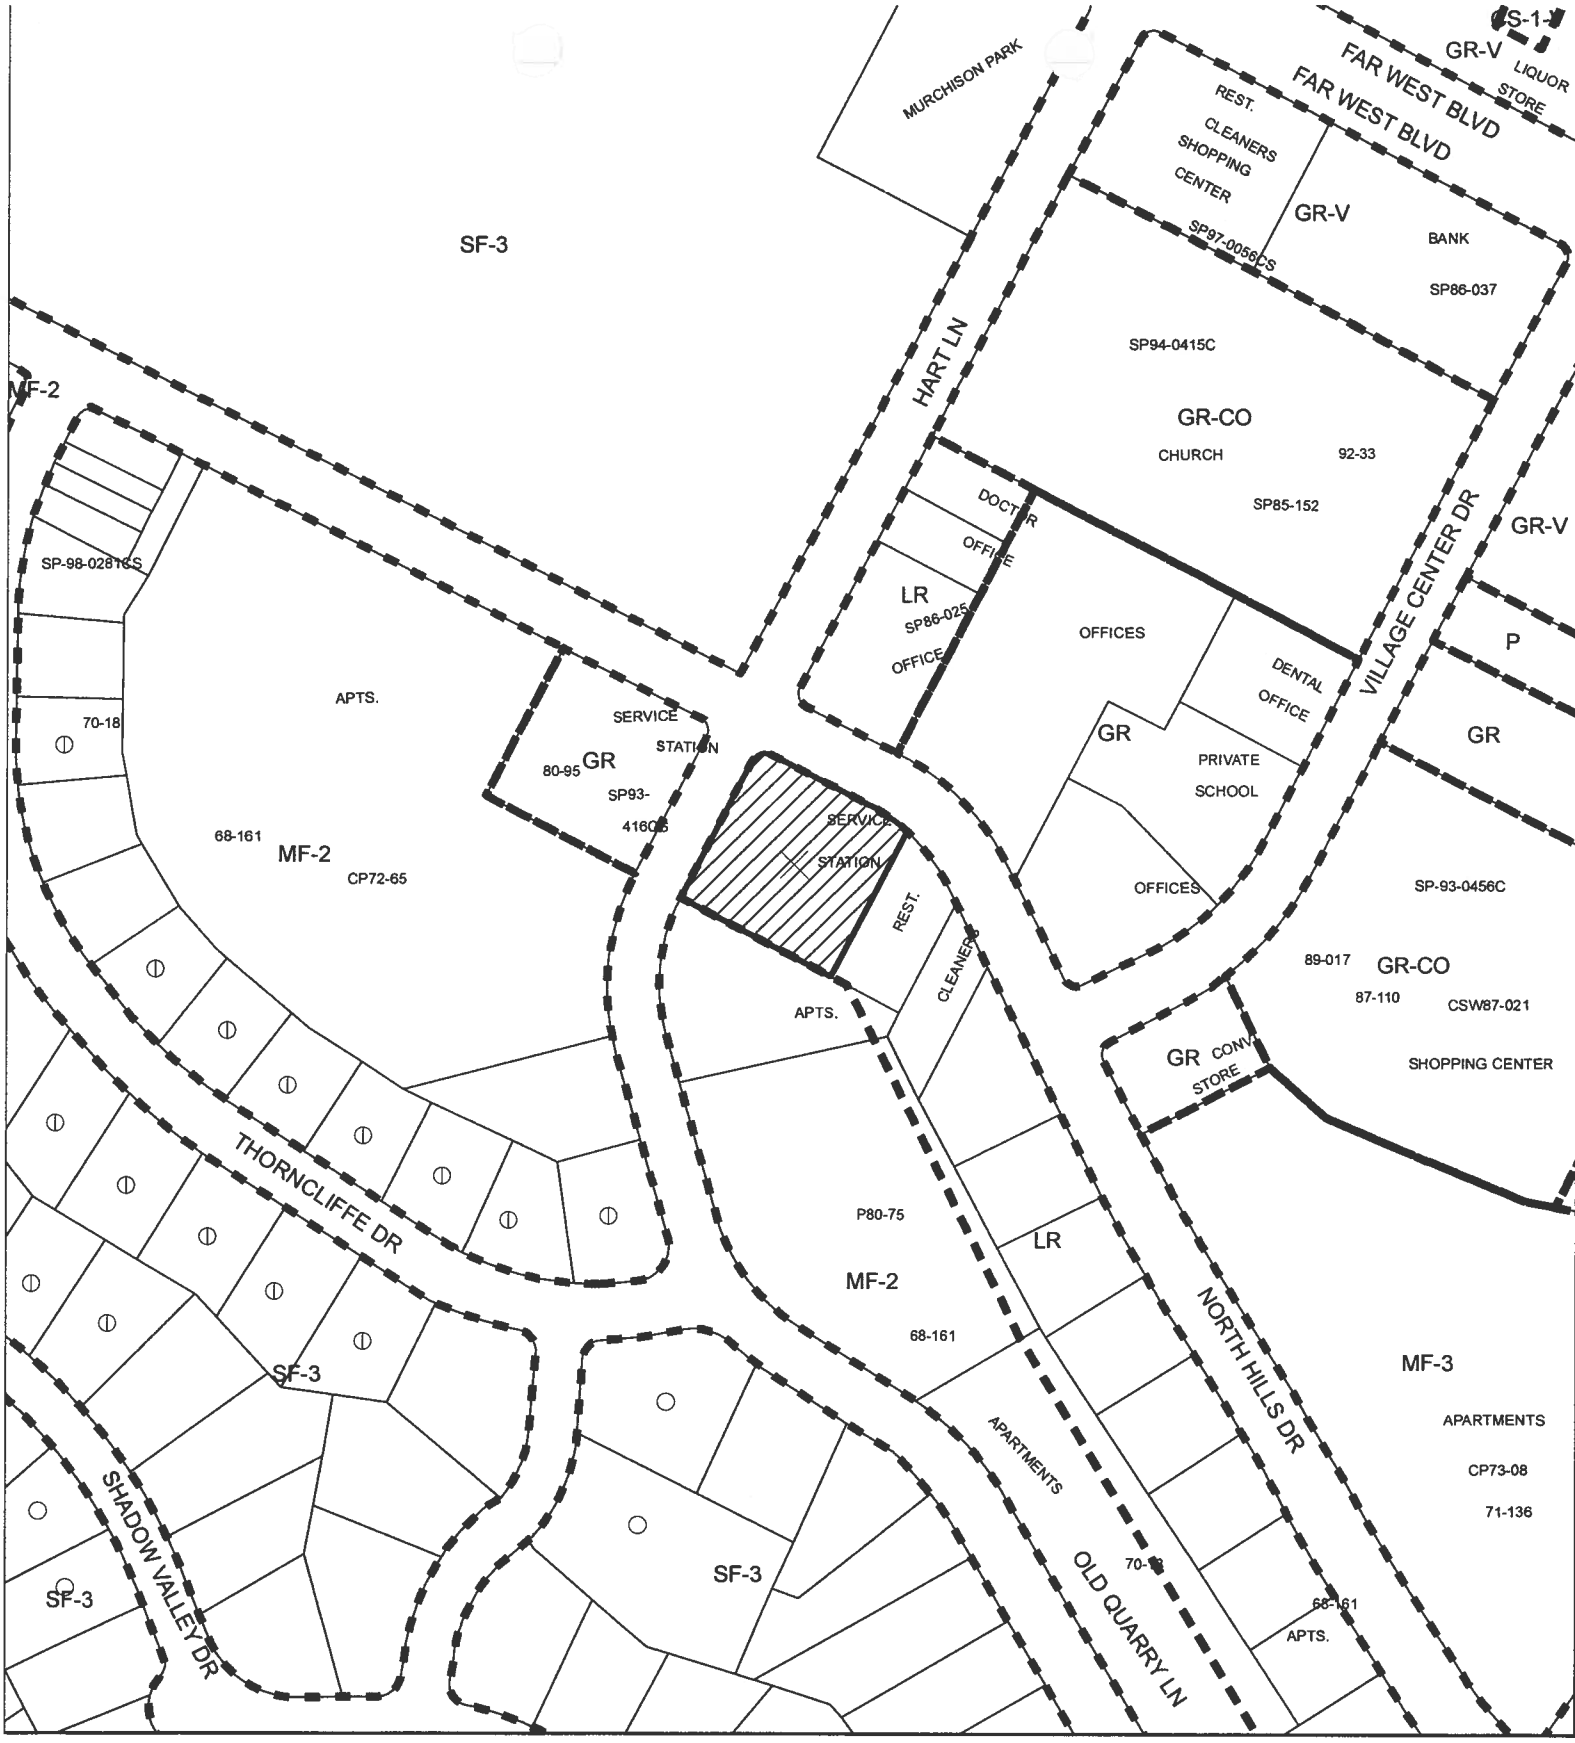 CS-1-V
GR-V
LIQUOR
STORE
FAR WEST BLVD
FAR WEST BLVD
MURCHISON PARK
REST.
CLEANERS
SHOPPING
CENTER
GR-V
SP97-0056CS
BANK
SP86-037
SF-3
HART LN
SP94-0415C
GR-CO
CHURCH
92-33
SP85-152
MF-2
DOCTOR
OFFICE
LR
SP86-025
OFFICE
VILLAGE CENTER DR
GR-V
P
GR
SP-98-0281CS
OFFICES
DENTAL
OFFICE
GR
PRIVATE
SCHOOL
OFFICES
APTS.
70-18
SERVICE
STATION
80-95
GR
SP93-
416CS
68-161
MF-2
CP72-65
SERVICE
STATION
REST.
CLEANERS
APTS.
SP-93-0456C
89-017
GR-CO
87-110
CSW87-021
SHOPPING CENTER
GR
CONV
STORE
THORNCLIFFE DR
P80-75
MF-2
68-161
LR
NORTH HILLS DR
MF-3
APARTMENTS
CP73-08
71-136
SF-3
APARTMENTS
SHADOW VALLEY DR
SF-3
SF-3
OLD QUARRY LN
68-161
APTS.